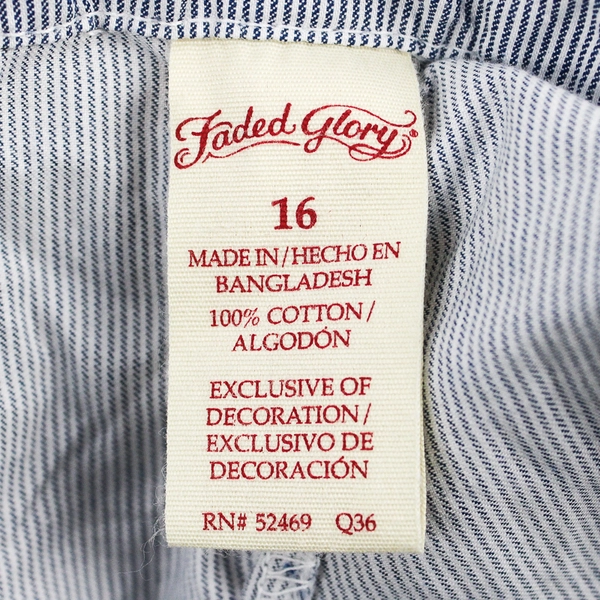 Faded Glory®
16
MADE IN/HECHO EN
BANGLADESH
100% COTTON/
ALGODÓN
EXCLUSIVE OF
DECORATION/
EXCLUSIVO DE
DECORACIÓN
RN# 52469 Q36